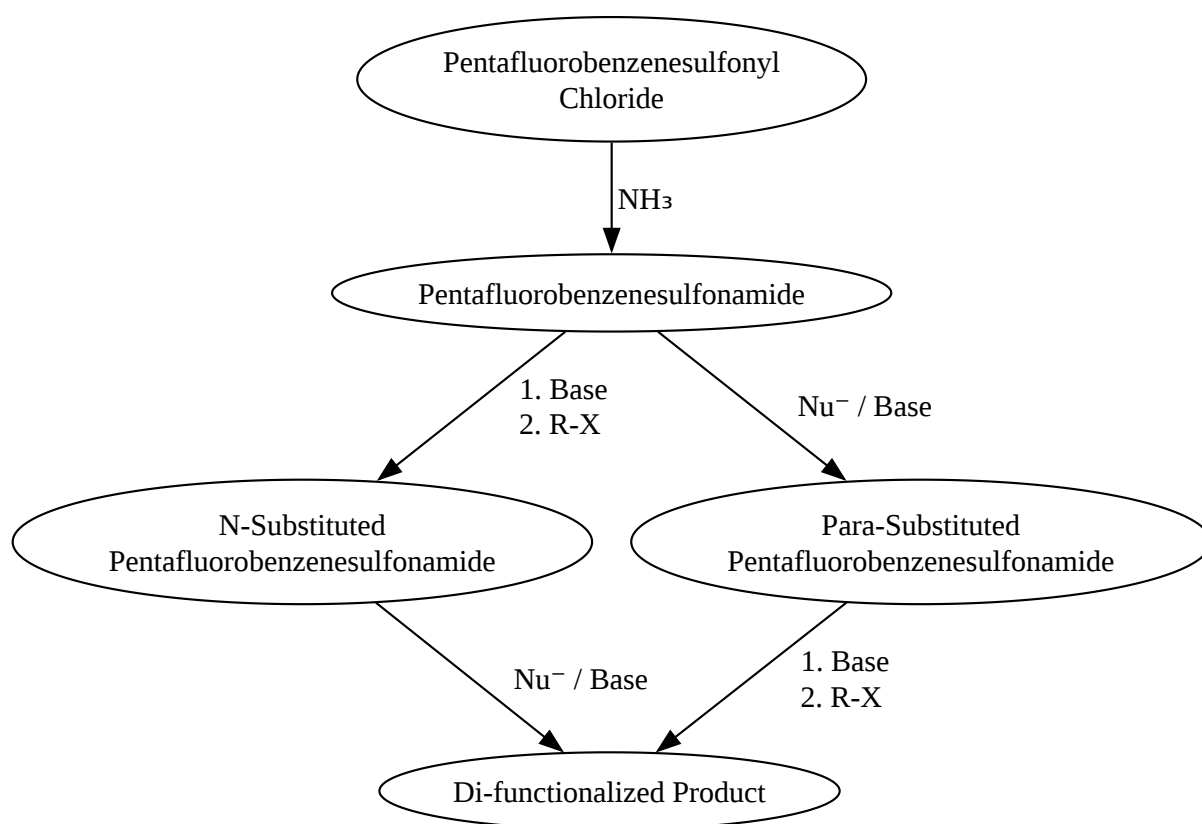 Pentafluorobenzenesulfonyl
Chloride
NH₃
Pentafluorobenzenesulfonamide
1. Base
2. R-X
Nu⁻ / Base
N-Substituted
Pentafluorobenzenesulfonamide
Para-Substituted
Pentafluorobenzenesulfonamide
Nu⁻ / Base
1. Base
2. R-X
Di-functionalized Product